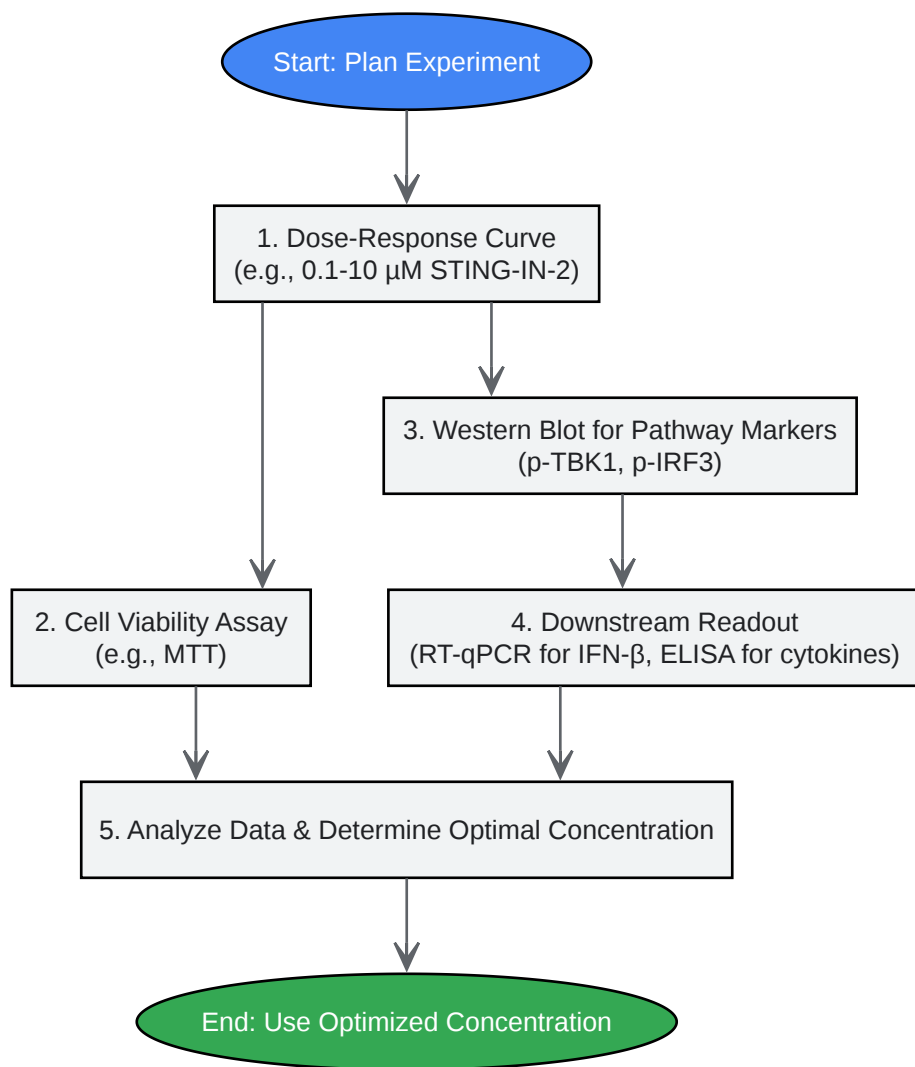 Start: Plan Experiment
1. Dose-Response Curve
(e.g., 0.1-10 µM STING-IN-2)
3. Western Blot for Pathway Markers
(p-TBK1, p-IRF3)
2. Cell Viability Assay
(e.g., MTT)
4. Downstream Readout
(RT-qPCR for IFN-β, ELISA for cytokines)
5. Analyze Data & Determine Optimal Concentration
End: Use Optimized Concentration